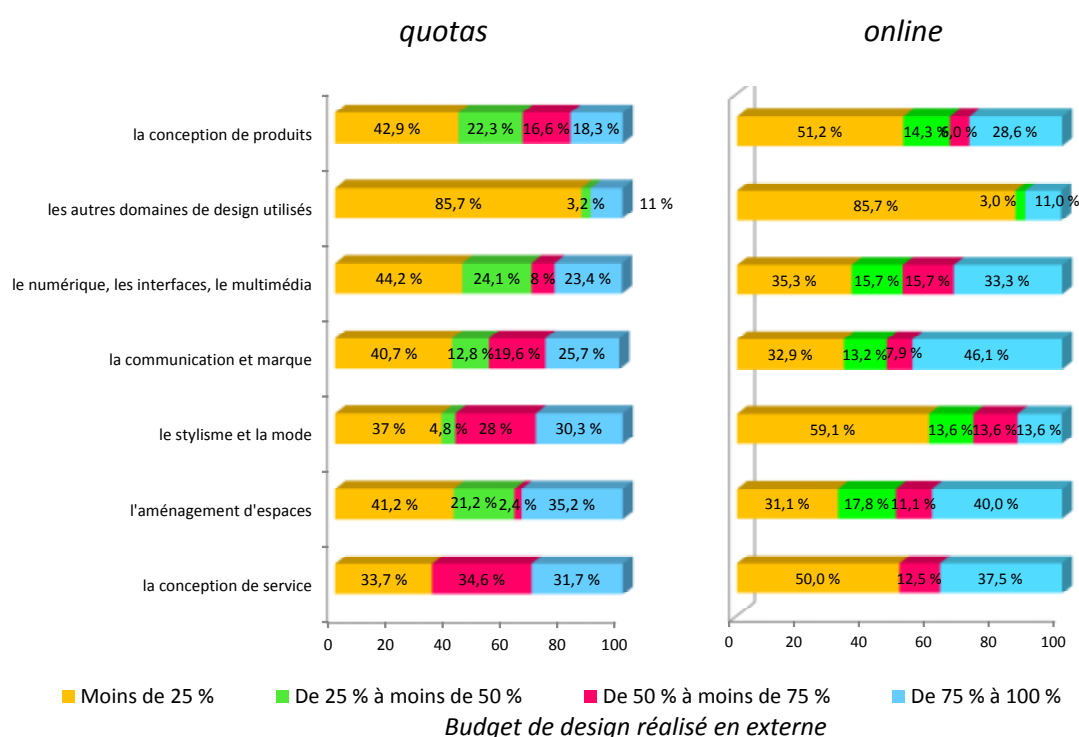 quotas online
la conception de produits 42,9 % 22,3 % 16,6 % 18,3 % 51,2 % 14,3 % 6,0 % 28,6 %
les autres domaines de design utilisés 85,7 % 3,2 % 11 % 85,7 % 3,0 % 11,0 %
le numérique, les interfaces, le multimédia 44,2 % 24,1 % 8 % 23,4 % 35,3 % 15,7 % 15,7 % 33,3 %
la communication et marque 40,7 % 12,8 % 19,6 % 25,7 % 32,9 % 13,2 % 7,9 % 46,1 %
le stylisme et la mode 37 % 4,8 % 28 % 30,3 % 59,1 % 13,6 % 13,6 % 13,6 %
l'aménagement d'espaces 41,2 % 21,2 % 2,4 % 35,2 % 31,1 % 17,8 % 11,1 % 40,0 %
la conception de service 33,7 % 34,6 % 31,7 % 50,0 % 12,5 % 37,5 %
0 20 40 60 80 100 0 20 40 60 80 100
Moins de 25 % De 25 % à moins de 50 % De 50 % à moins de 75 % De 75 % à 100 %
Budget de design réalisé en externe